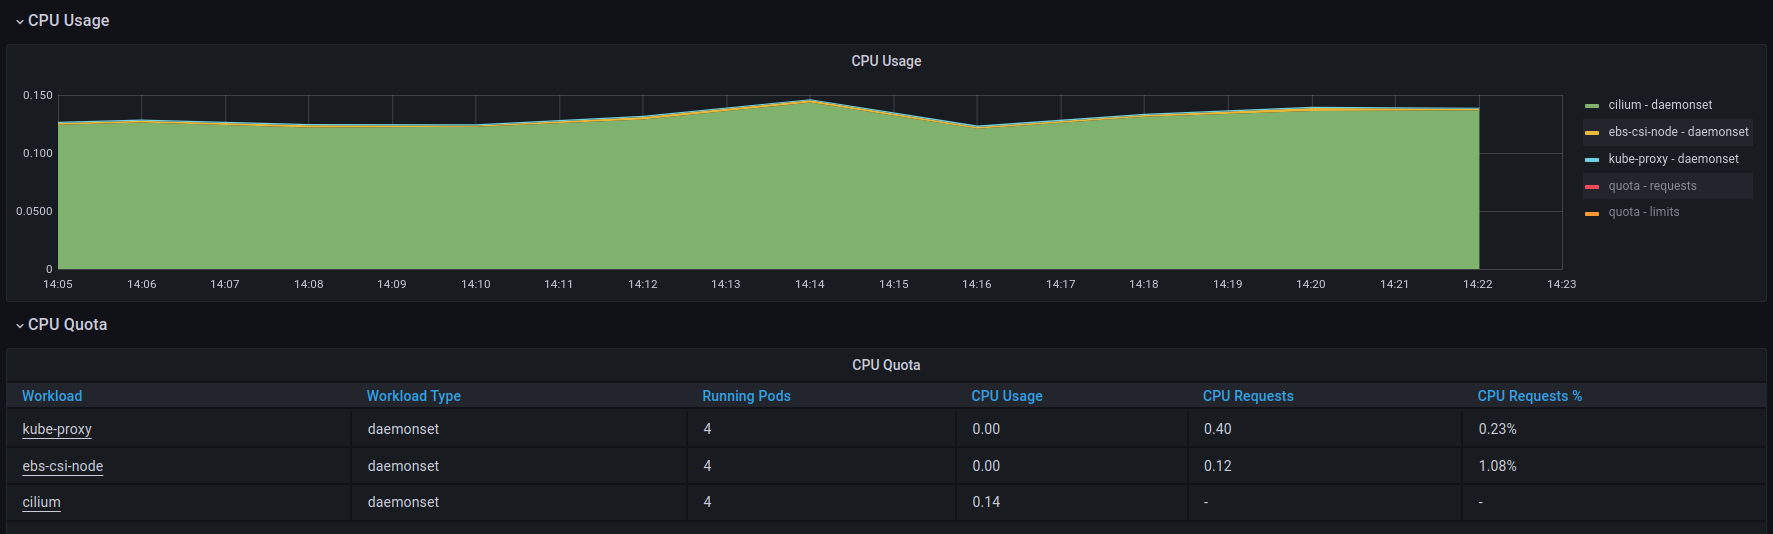 CPU Usage
CPU Usage
0.150
0.100
0.0500
0
14:05 14:06 14:07 14:08 14:09 14:10 14:11 14:12 14:13 14:14 14:15 14:16 14:17 14:18 14:19 14:20 14:21 14:22 14:23
cilium - daemonset
ebs-csi-node - daemonset
kube-proxy - daemonset
quota - requests
quota - limits
CPU Quota
CPU Quota
Workload Workload Type Running Pods CPU Usage CPU Requests CPU Requests %
kube-proxy daemonset 4 0.00 0.40 0.23%
ebs-csi-node daemonset 4 0.00 0.12 1.08%
cilium daemonset 4 0.14 - -